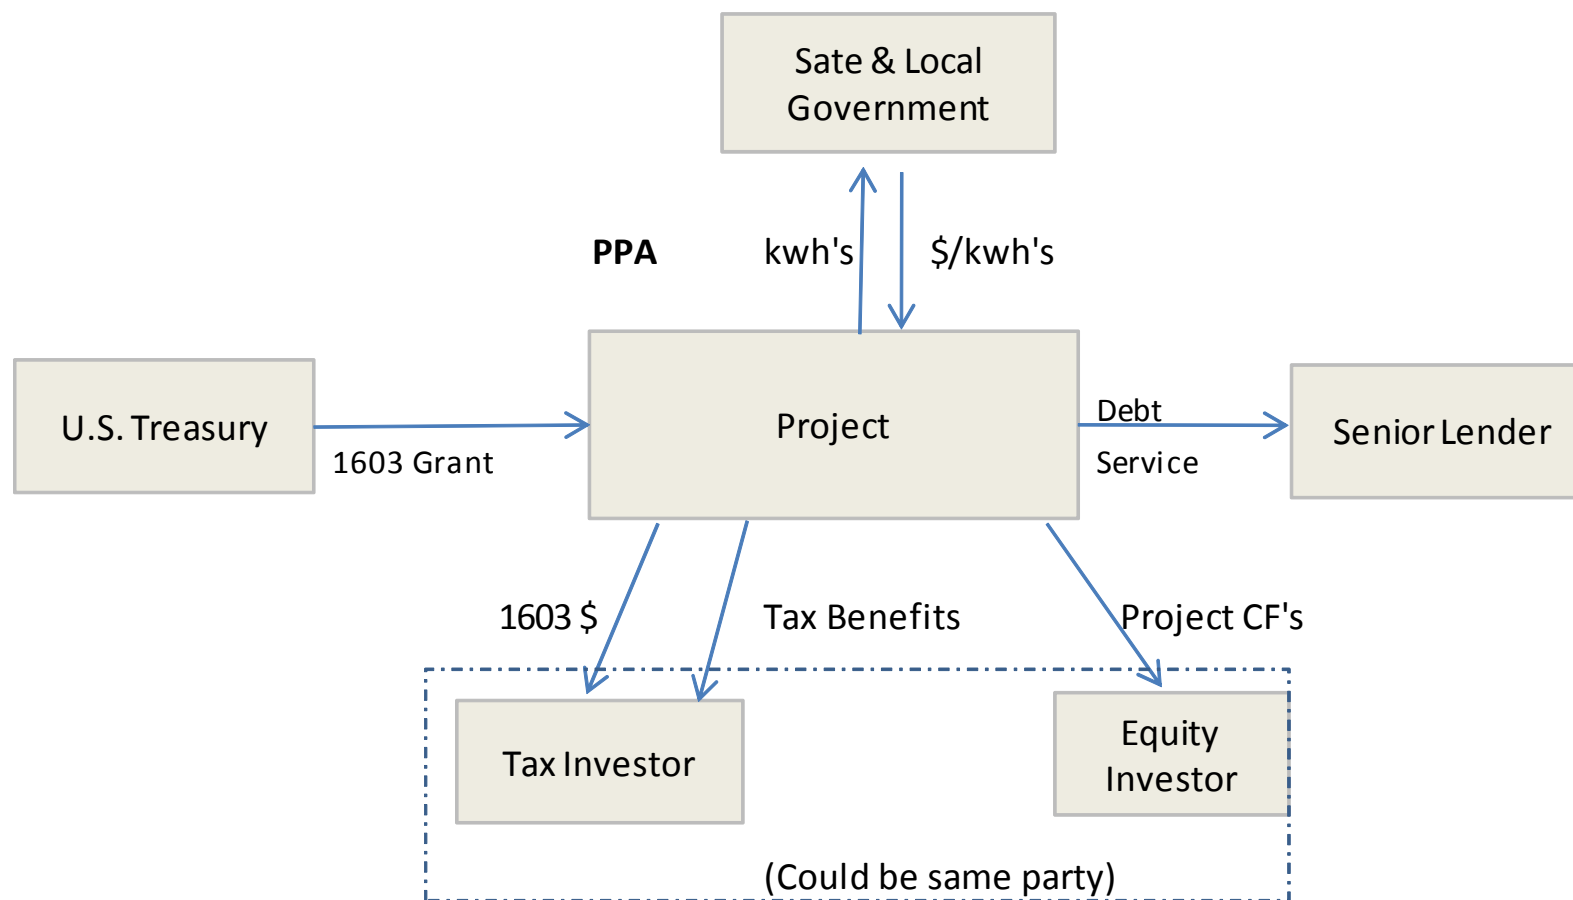 Sate & Local
Government
PPA
kwh's
$/kwh's
U.S. Treasury
1603 Grant
Project
Debt
Service
Senior Lender
1603 $
Tax Benefits
Project CF's
Tax Investor
Equity
Investor
(Could be same party)